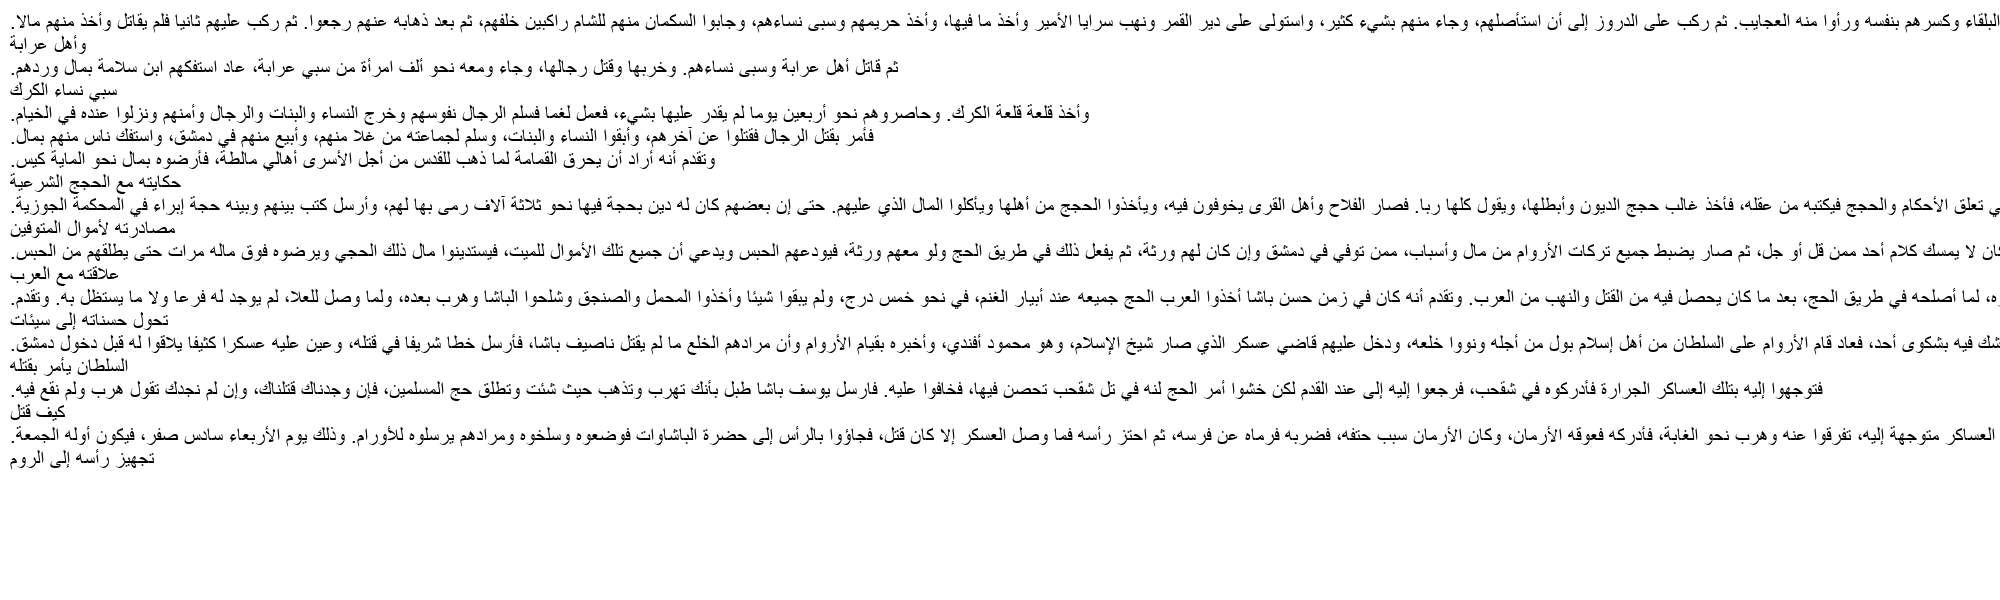 البلقاء وكسرهم بنفسه ورأوا منه العجايب. ثم ركب على الدروز إلى أن استأصلهم، وجاء منهم بشيء كثير، واستولى على دير القمر ونهب سرايا الأمير وأخذ ما فيها، وأخذ حريمهم وسبى نساءهم، وجابوا السكمان منهم للشام راكبين خلفهم، ثم بعد ذهابه عنهم رجعوا. ثم ركب عليهم ثانيا فلم يقاتل وأخذ منهم مالا.
وأهل عرابة
ثم قاتل أهل عرابة وسبى نساءهم. وخربها وقتل رجالها، وجاء ومعه نحو ألف امرأة من سبي عرابة، عاد استفكهم ابن سلامة بمال وردهم.
سبي نساء الكرك
وأخذ قلعة قلعة الكرك. وحاصروهم نحو أربعين يوما لم يقدر عليها بشيء، فعمل لغما فسلم الرجال نفوسهم وخرج النساء والبنات والرجال وأمنهم ونزلوا عنده في الخيام.
فأمر بقتل الرجال فقتلوا عن آخرهم، وأبقوا النساء والبنات، وسلم لجماعته من غلا منهم، وأبيع منهم في دمشق، واستفك ناس منهم بمال.
وتقدم أنه أراد أن يحرق القمامة لما ذهب للقدس من أجل الأسرى أهالي مالطة، فأرضوه بمال نحو الماية كيس.
حكايته مع الحجج الشرعية
ي تعلق الأحكام والحجج فيكتبه من عقله، فأخذ غالب حجج الديون وأبطلها، ويقول كلها ربا. فصار الفلاح وأهل القرى يخوفون فيه، ويأخذوا الحجج من أهلها ويأكلوا المال الذي عليهم. حتى إن بعضهم كان له دين بحجة فيها نحو ثلاثة آلاف رمى بها لهم، وأرسل كتب بينهم وبينه حجة إبراء في المحكمة الجوزية.
مصادرته لأموال المتوفين
كان لا يمسك كلام أحد ممن قل أو جل، ثم صار يضبط جميع تركات الأروام من مال وأسباب، ممن توفي في دمشق وإن كان لهم ورثة، ثم يفعل ذلك في طريق الحج ولو معهم ورثة، فيودعهم الحبس ويدعي أن جميع تلك الأموال للميت، فيستدينوا مال ذلك الحجي ويرضوه فوق ماله مرات حتى يطلقهم من الحبس.
علاقته مع العرب
ه، لما أصلحه في طريق الحج، بعد ما كان يحصل فيه من القتل والنهب من العرب. وتقدم أنه كان في زمن حسن باشا أخذوا العرب الحج جميعه عند أبيار الغنم، في نحو خمس درج، ولم يبقوا شيئا وأخذوا المحمل والصنجق وشلحوا الباشا وهرب بعده، ولما وصل للعلا، لم يوجد له فرعا ولا ما يستظل به. وتقدم.
تحول حسناته إلى سيئات
شك فيه بشكوى أحد، فعاد قام الأروام على السلطان من أهل إسلام بول من أجله ونووا خلعه، ودخل عليهم قاضي عسكر الذي صار شيخ الإسلام، وهو محمود أفندي، وأخبره بقيام الأروام وأن مرادهم الخلع ما لم يقتل ناصيف باشا، فأرسل خطا شريفا في قتله، وعين عليه عسكرا كثيفا يلاقوا له قبل دخول دمشق.
السلطان يأمر بقتله
فتوجهوا إليه بتلك العساكر الجرارة فأدركوه في شقحب، فرجعوا إليه إلى عند القدم لكن خشوا أمر الحج لنه في تل شقحب تحصن فيها، فخافوا عليه. فارسل يوسف باشا طبل بأنك تهرب وتذهب حيث شئت وتطلق حج المسلمين، فإن وجدناك قتلناك، وإن لم نجدك تقول هرب ولم نقع فيه.
كيف قتل
العساكر متوجهة إليه، تفرقوا عنه وهرب نحو الغابة، فأدركه فعوقه الأرمان، وكان الأرمان سبب حتفه، فضربه فرماه عن فرسه، ثم احتز رأسه فما وصل العسكر إلا كان قتل، فجاؤوا بالرأس إلى حضرة الباشاوات فوضعوه وسلخوه ومرادهم يرسلوه للأورام. وذلك يوم الأربعاء سادس صفر، فيكون أوله الجمعة.
تجهيز رأسه إلى الروم